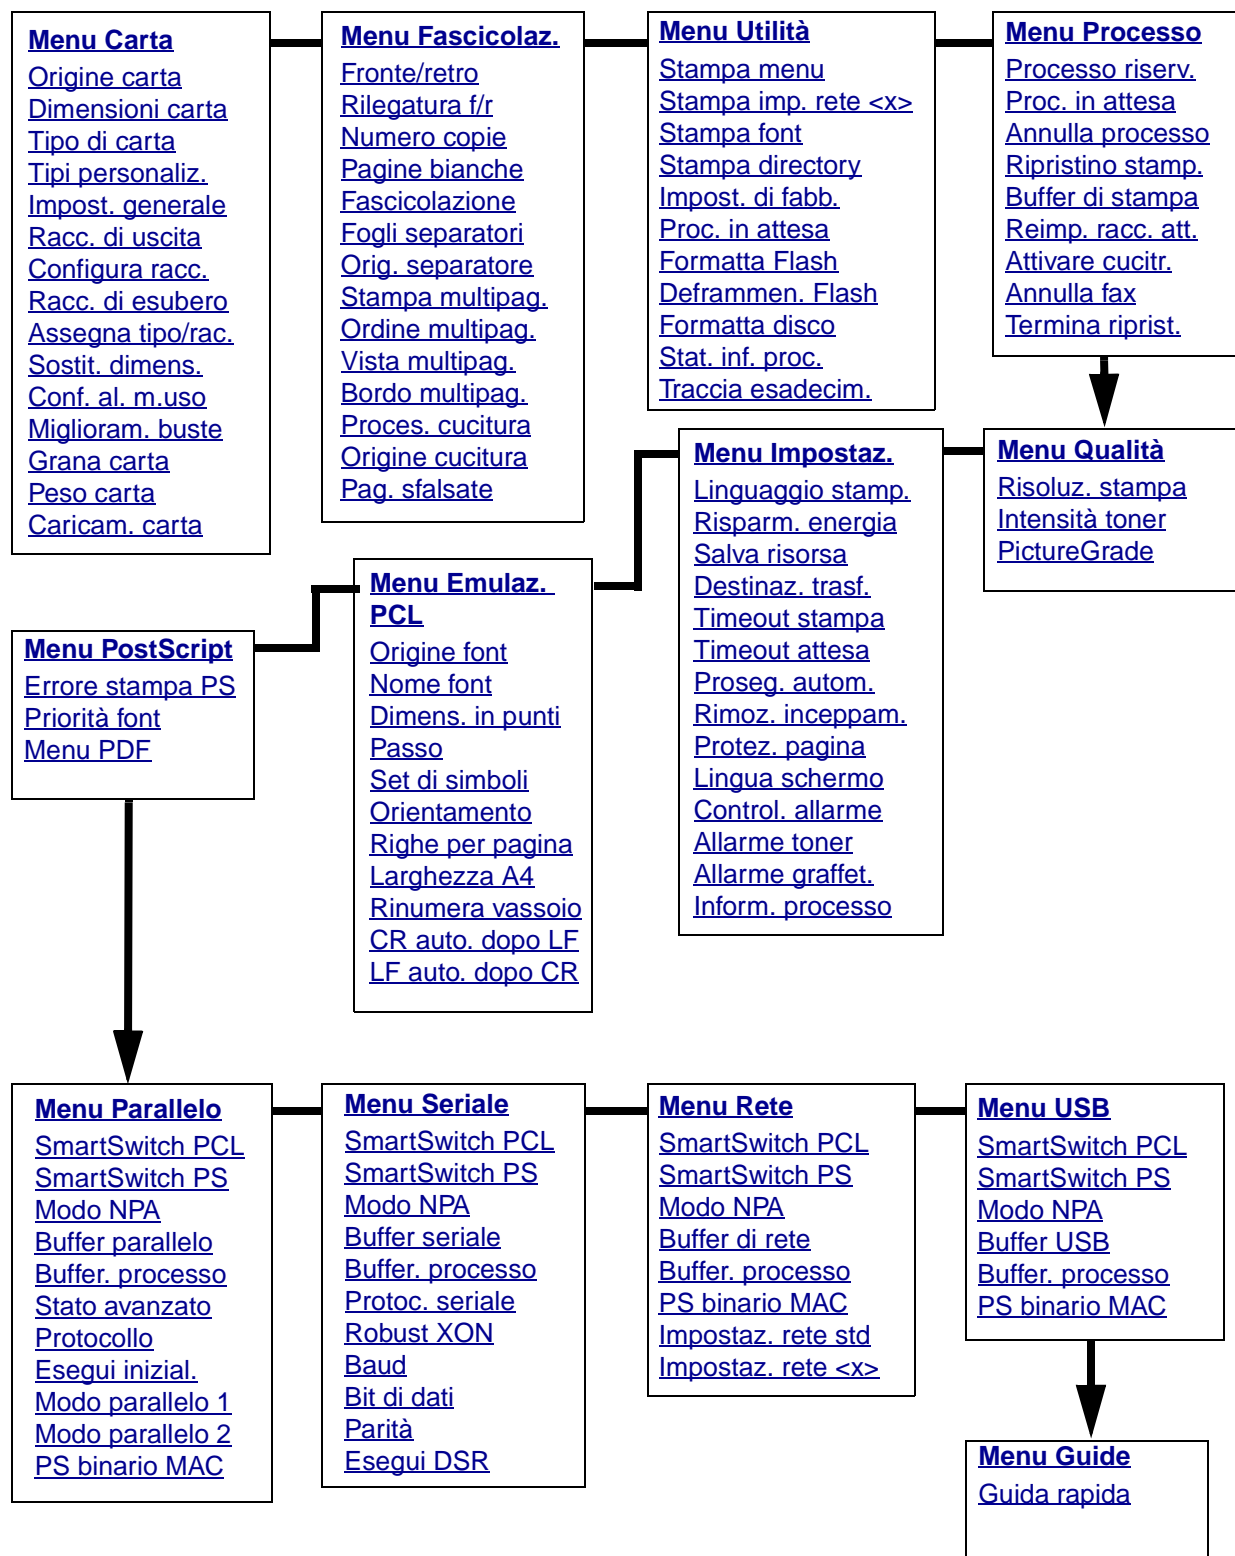 Menu Carta
Origine carta
Dimensioni carta
Tipo di carta
Tipi personaliz.
Impost. generale
Racc. di uscita
Configura racc.
Racc. di esubero
Assegna tipo/rac.
Sostit. dimens.
Conf. al. m.uso
Miglioram. buste
Grana carta
Peso carta
Caricam. carta
Menu Fascicolaz.
Fronte/retro
Rilegatura f/r
Numero copie
Pagine bianche
Fascicolazione
Fogli separatori
Orig. separatore
Stampa multipag.
Ordine multipag.
Vista multipag.
Bordo multipag.
Proces. cucitura
Origine cucitura
Pag. sfalsate
Menu Utilità
Stampa menu
Stampa imp. rete <x>
Stampa font
Stampa directory
Impost. di fabb.
Proc. in attesa
Formatta Flash
Deframmen. Flash
Formatta disco
Stat. inf. proc.
Traccia esadecim.
Menu Processo
Processo riserv.
Proc. in attesa
Annulla processo
Ripristino stamp.
Buffer di stampa
Reimp. racc. att.
Attivare cucitr.
Annulla fax
Termina riprist.
Menu Qualità
Risoluz. stampa
Intensità toner
PictureGrade
Menu Impostaz.
Linguaggio stamp.
Risparm. energia
Salva risorsa
Destinaz. trasf.
Timeout stampa
Timeout attesa
Proseg. autom.
Rimoz. inceppam.
Protez. pagina
Lingua schermo
Control. allarme
Allarme toner
Allarme graffet.
Inform. processo
Menu Emulaz.
PCL
Origine font
Nome font
Dimens. in punti
Passo
Set di simboli
Orientamento
Righe per pagina
Larghezza A4
Rinumera vassoio
CR auto. dopo LF
LF auto. dopo CR
Menu PostScript
Errore stampa PS
Priorità font
Menu PDF
Menu Parallelo
SmartSwitch PCL
SmartSwitch PS
Modo NPA
Buffer parallelo
Buffer. processo
Stato avanzato
Protocollo
Esegui inizial.
Modo parallelo 1
Modo parallelo 2
PS binario MAC
Menu Seriale
SmartSwitch PCL
SmartSwitch PS
Modo NPA
Buffer seriale
Buffer. processo
Protoc. seriale
Robust XON
Baud
Bit di dati
Parità
Esegui DSR
Menu Rete
SmartSwitch PCL
SmartSwitch PS
Modo NPA
Buffer di rete
Buffer. processo
PS binario MAC
Impostaz. rete std
Impostaz. rete <x>
Menu USB
SmartSwitch PCL
SmartSwitch PS
Modo NPA
Buffer USB
Buffer. processo
PS binario MAC
Menu Guide
Guida rapida